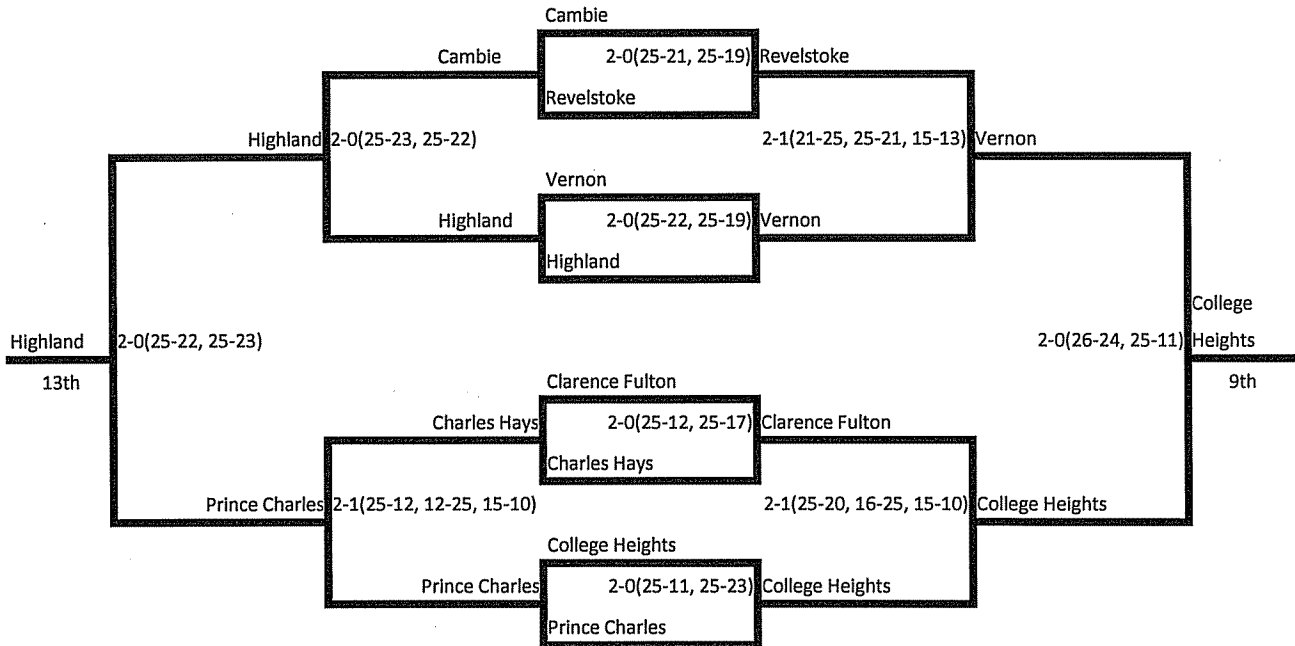 Cambie
Cambie 2-0(25-21, 25-19) Revelstoke
Revelstoke
Highland 2-0(25-23, 25-22) 2-1(21-25, 25-21, 15-13) Vernon
Vernon
Highland 2-0(25-22, 25-19) Vernon
Highland
College
Highland 2-0(25-22, 25-23) 2-0(26-24, 25-11) Heights
13th 9th
Clarence Fulton
Charles Hays 2-0(25-12, 25-17) Clarence Fulton
Charles Hays
Prince Charles 2-1(25-12, 12-25, 15-10) 2-1(25-20, 16-25, 15-10) College Heights
College Heights
Prince Charles 2-0(25-11, 25-23) College Heights
Prince Charles